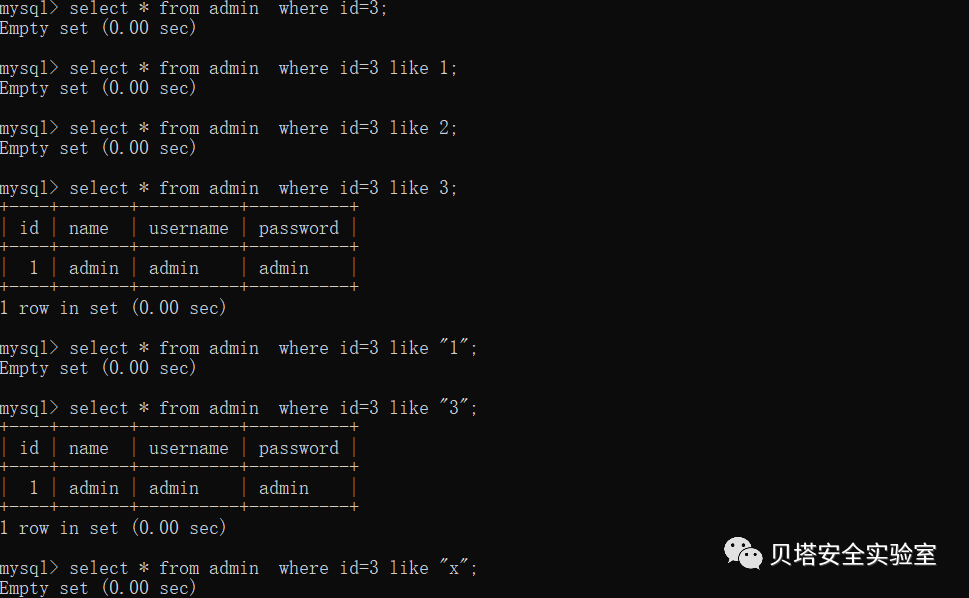 mysql> select * from admin  where id=3;
Empty set (0.00 sec)
mysql> select * from admin  where id=3 like 1;
Empty set (0.00 sec)
mysql> select * from admin  where id=3 like 2;
Empty set (0.00 sec)
mysql> select * from admin  where id=3 like 3;
+----+-------+----------+----------+
| id | name  | username | password |
+----+-------+----------+----------+
|  1 | admin | admin    | admin    |
+----+-------+----------+----------+
1 row in set (0.00 sec)
mysql> select * from admin  where id=3 like "1";
Empty set (0.00 sec)
mysql> select * from admin  where id=3 like "3";
+----+-------+----------+----------+
| id | name  | username | password |
+----+-------+----------+----------+
|  1 | admin | admin    | admin    |
+----+-------+----------+----------+
1 row in set (0.00 sec)
贝塔安全实验室
mysql> select * from admin  where id=3 like "x";
Empty set (0.00 sec)